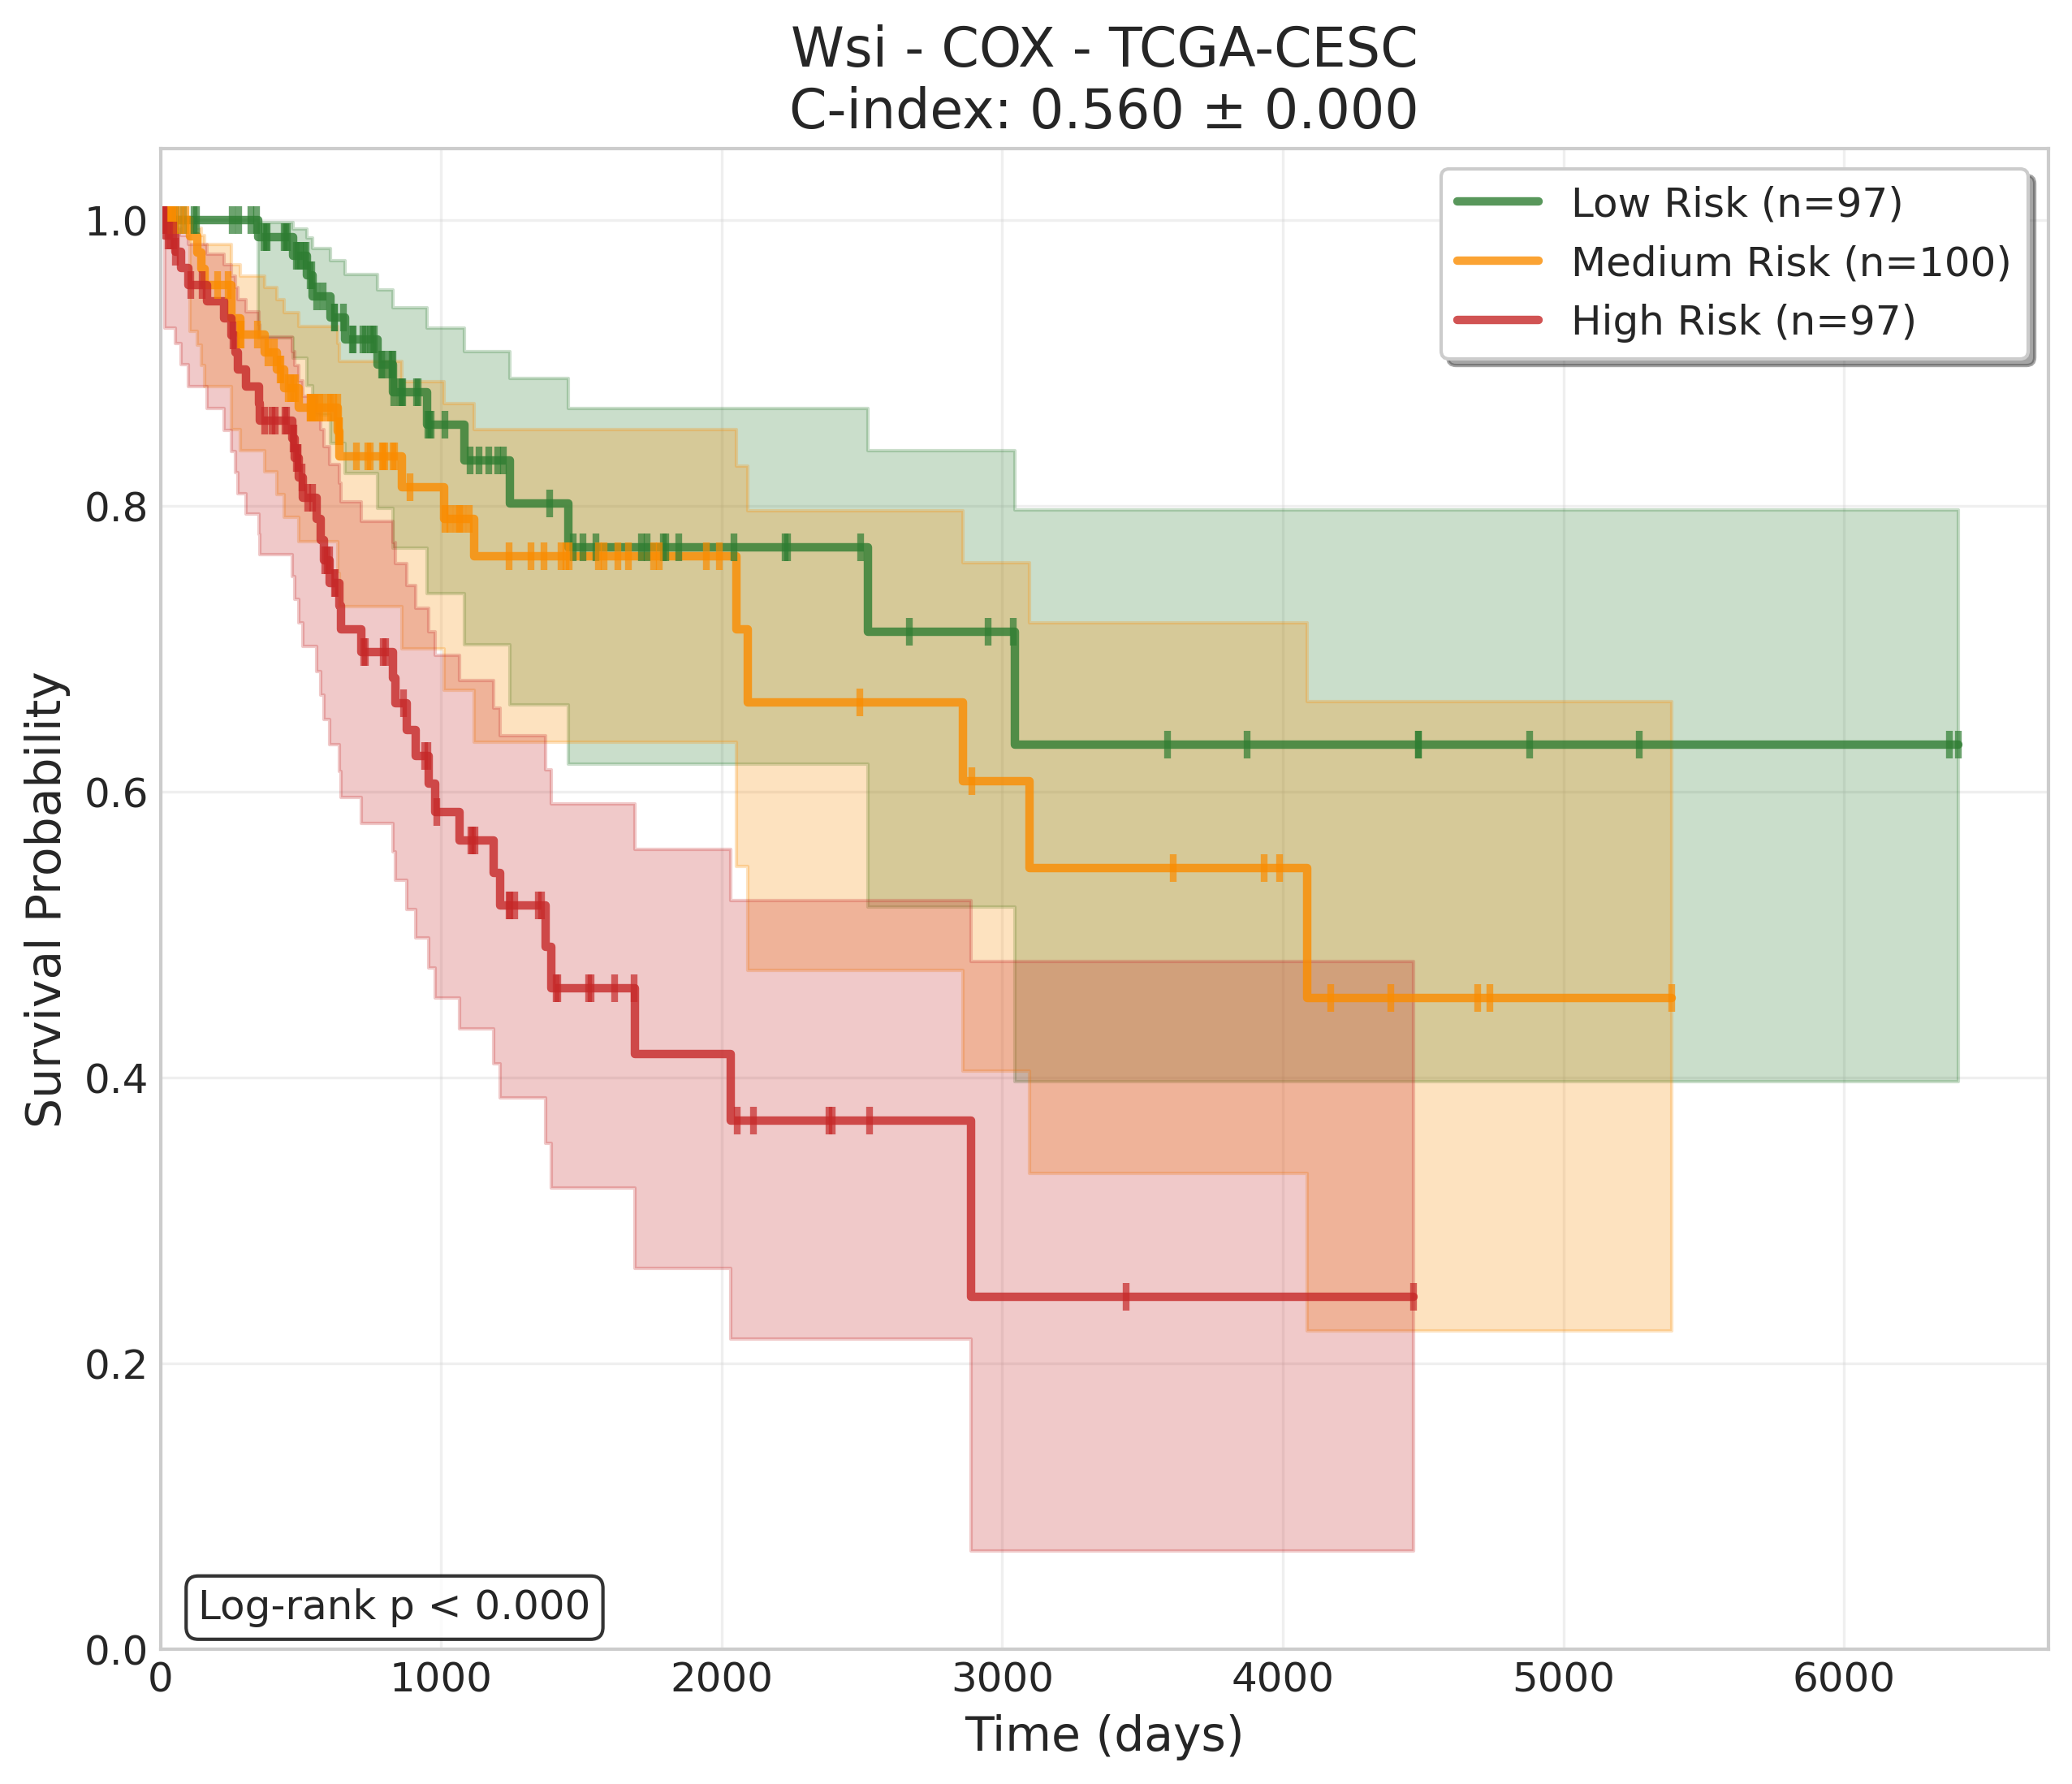 Wsi - COX - TCGA-CESC
C-index: 0.560 ± 0.000
Low Risk (n=97)
Medium Risk (n=100)
High Risk (n=97)
Survival Probability
1.0
0.8
0.6
0.4
0.2
0.0
Log-rank p < 0.000
0 1000 2000 3000 4000 5000 6000
Time (days)